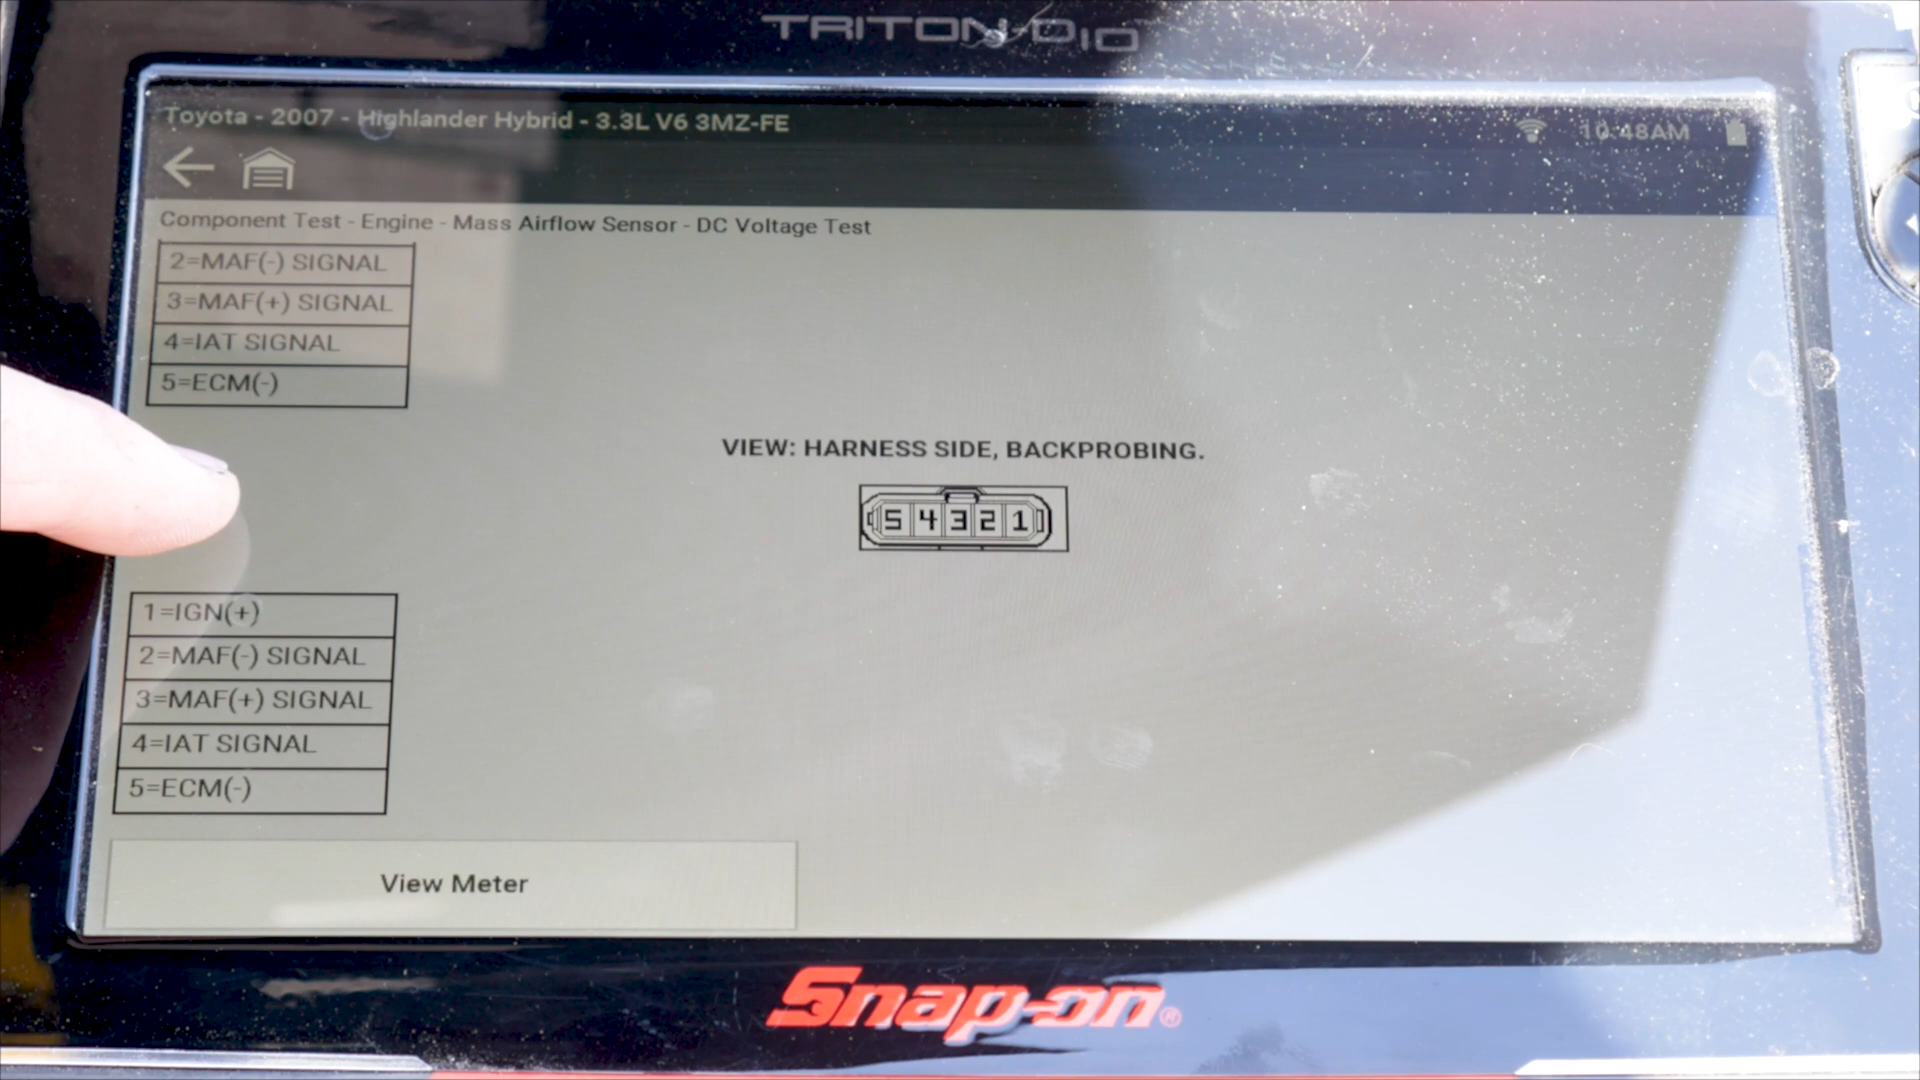 TRITON-D10
Toyota - 2007 - Highlander Hybrid - 3.3L V6 3MZ-FE
10:48AM
Component Test - Engine - Mass Airflow Sensor - DC Voltage Test
2=MAF(-) SIGNAL
3=MAF(+) SIGNAL
4=IAT SIGNAL
5=ECM(-)
VIEW: HARNESS SIDE, BACKPROBING.
5 4 3 2 1
1=IGN(+)
2=MAF(-) SIGNAL
3=MAF(+) SIGNAL
4=IAT SIGNAL
5=ECM(-)
View Meter
Snap-on®